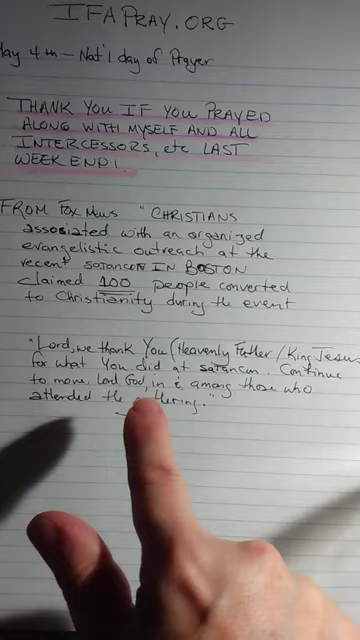 IFAPRAY.ORG
May 4th - Nat'l day of Prayer
THANK YOU IF YOU PRAYED
ALONG WITH MYSELF AND ALL
INTERCESSORS, etc LAST
WEEK END!
FROM FOX News "CHRISTIANS
associated with an organized
evangelistic outreach at the
recent satancon IN BOSTON
claimed 100 people converted
to Christianity during the event
"Lord, we thank You (Heavenly Father / King Jesus
for what You did at satancon. Continue
to move, Lord God, in & among those who
attended the gathering."